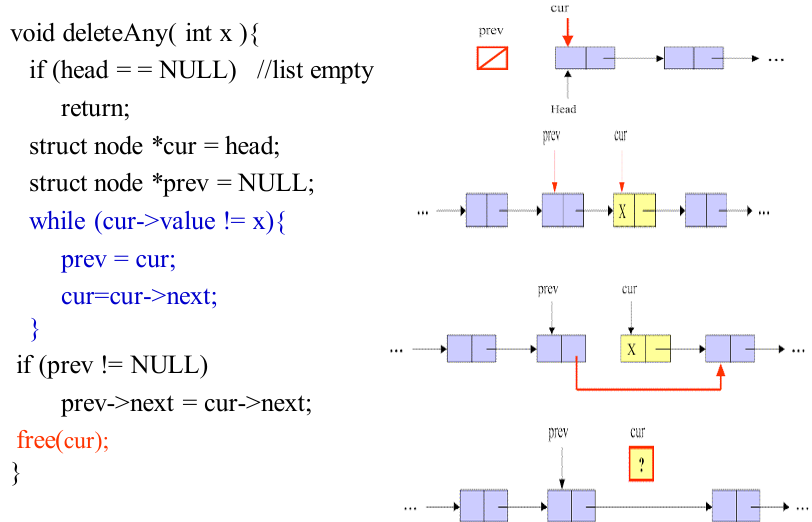 void deleteAny( int x ){
if (head = = NULL) //list empty
return;
struct node *cur = head;
struct node *prev = NULL;
while (cur->value != x){
prev = cur;
cur=cur->next;
}
if (prev != NULL)
prev->next = cur->next;
free(cur);
}
cur
prev
...
Head
prev cur
... X ...
prev cur
... X ...
prev cur
?
... ...